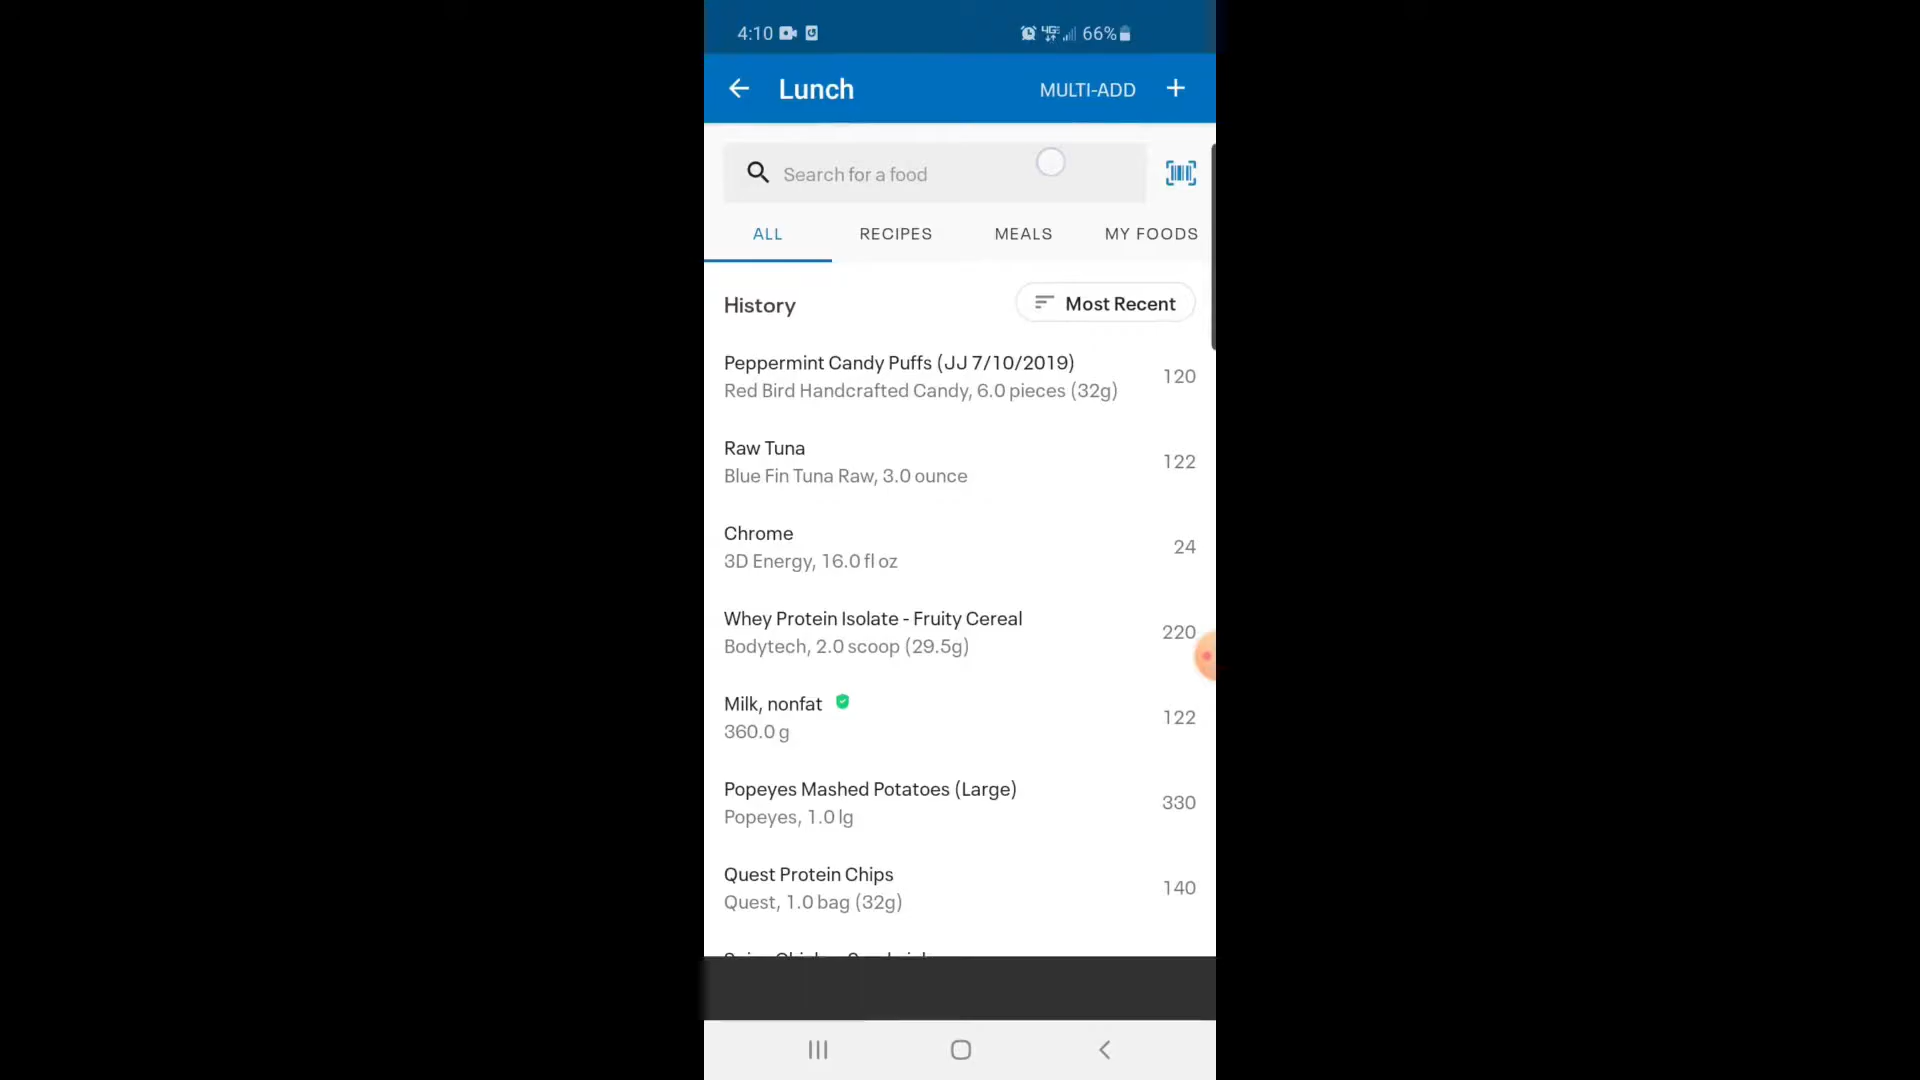 4:10 66%
Lunch MULTI-ADD
Search for a food
ALL RECIPES MEALS MY FOODS
History Most Recent
Peppermint Candy Puffs (JJ 7/10/2019)
Red Bird Handcrafted Candy, 6.0 pieces (32g)
120
Raw Tuna
Blue Fin Tuna Raw, 3.0 ounce
122
Chrome
3D Energy, 16.0 fl oz
24
Whey Protein Isolate - Fruity Cereal
Bodytech, 2.0 scoop (29.5g)
220
Milk, nonfat
360.0 g
122
Popeyes Mashed Potatoes (Large)
Popeyes, 1.0 lg
330
Quest Protein Chips
Quest, 1.0 bag (32g)
140